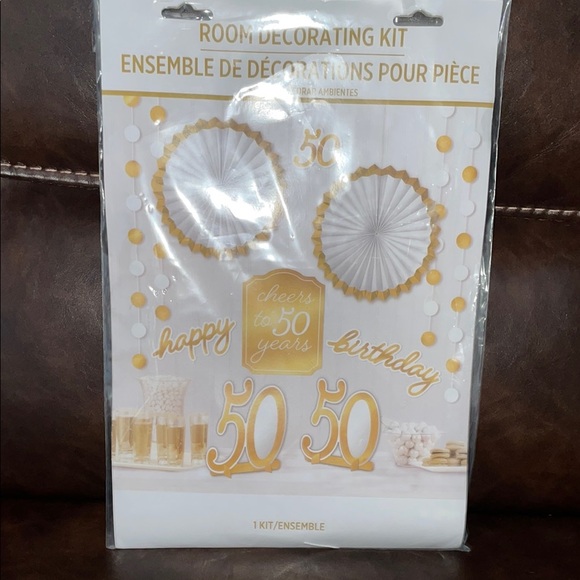 ROOM DECORATING KIT
ENSEMBLE DE DÉCORATIONS POUR PIÈCE
AMBIENTES
50
cheers
to 50
years
happy
birthday
50
50
1 KIT/ENSEMBLE